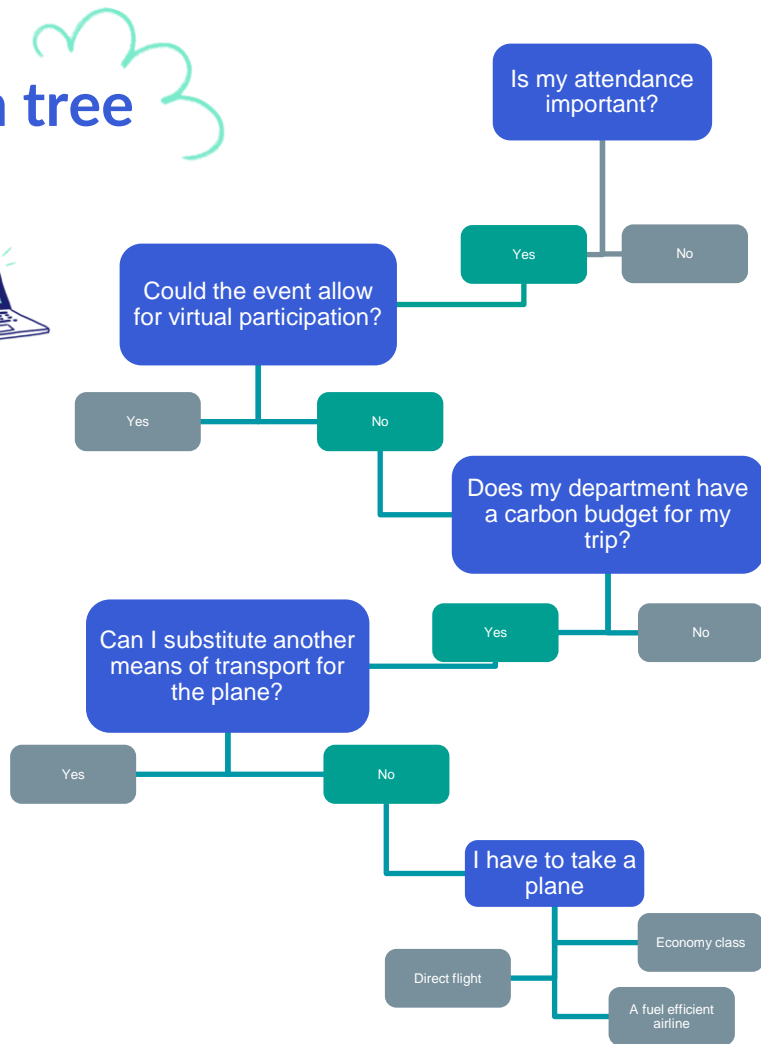 tree
Is my attendance
important?
Yes
No
Could the event allow
for virtual participation?
Yes
No
Does my department have
a carbon budget for my
trip?
Yes
No
Can I substitute another
means of transport for
the plane?
Yes
No
I have to take a
plane
Economy class
Direct flight
A fuel efficient
airline